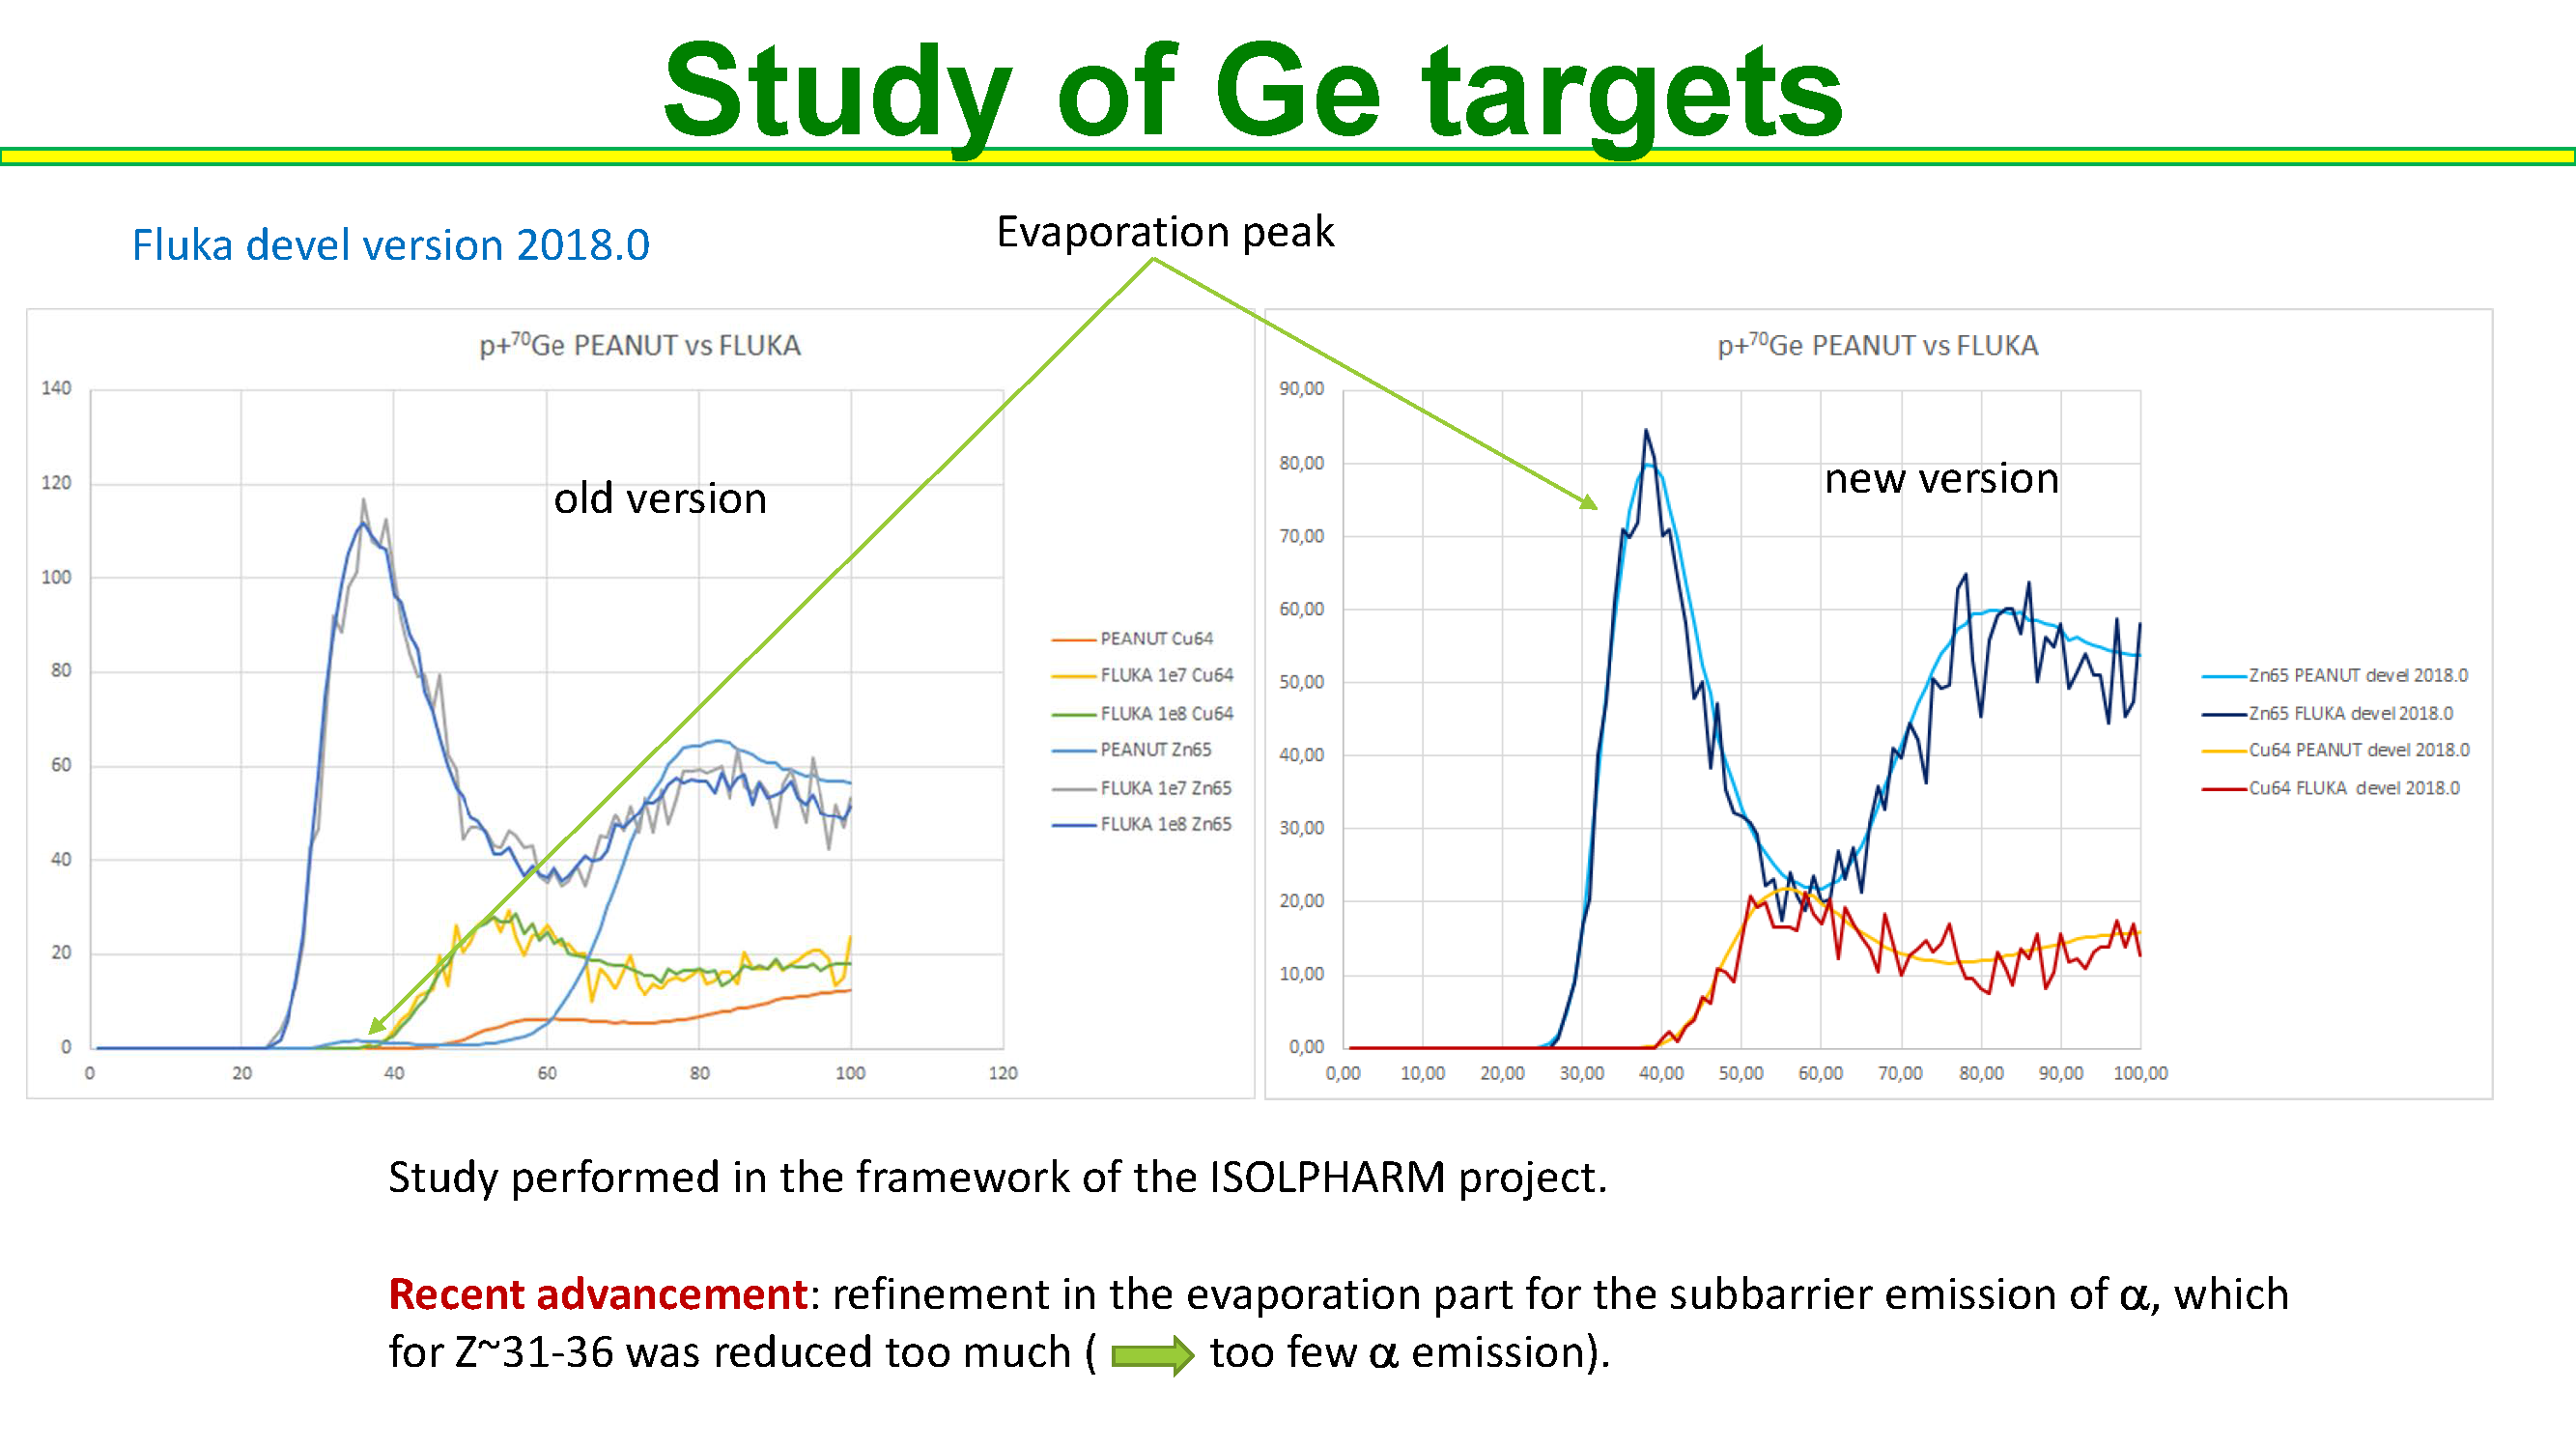 Study of Ge targets
Fluka devel version 2018.0
Evaporation peak
p+⁷⁰Ge PEANUT vs FLUKA
old version
140
120
100
80
60
40
20
0
0 20 40 60 80 100 120
PEANUT Cu64
FLUKA 1e7 Cu64
FLUKA 1e8 Cu64
PEANUT Zn65
FLUKA 1e7 Zn65
FLUKA 1e8 Zn65
p+⁷⁰Ge PEANUT vs FLUKA
new version
90,00
80,00
70,00
60,00
50,00
40,00
30,00
20,00
10,00
0,00
0,00 10,00 20,00 30,00 40,00 50,00 60,00 70,00 80,00 90,00 100,00
Zn65 PEANUT devel 2018.0
Zn65 FLUKA devel 2018.0
Cu64 PEANUT devel 2018.0
Cu64 FLUKA devel 2018.0
Study performed in the framework of the ISOLPHARM project.
Recent advancement: refinement in the evaporation part for the subbarrier emission of α, which
for Z~31-36 was reduced too much ( too few α emission).